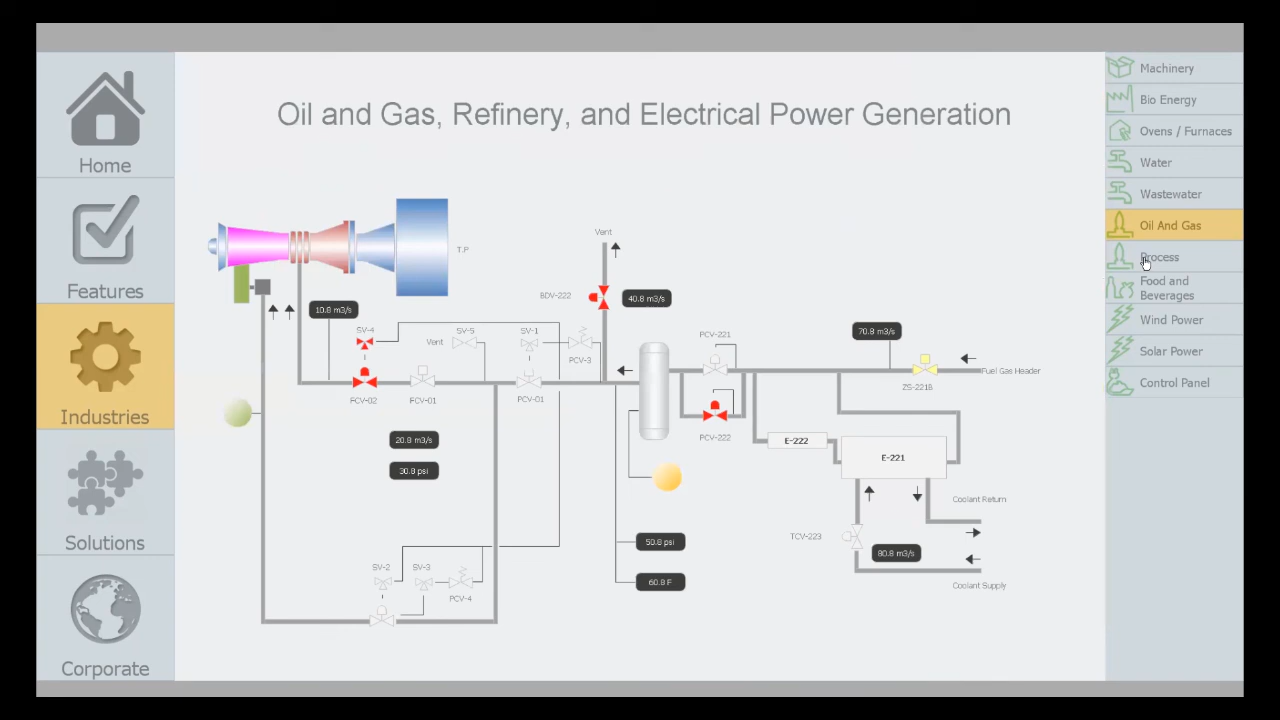 Oil and Gas, Refinery, and Electrical Power Generation
Home
Features
Industries
Solutions
Corporate
Machinery
Bio Energy
Ovens / Furnaces
Water
Wastewater
Oil And Gas
Process
Food and
Beverages
Wind Power
Solar Power
Control Panel
T.P
Vent
BDV-222
40.8 m3/s
10.8 m3/s
SV-4
SV-5
SV-1
Vent
PCV-3
PCV-221
70.8 m3/s
Fuel Gas Header
ZS-221B
FCV-02
FCV-01
PCV-01
PCV-222
20.8 m3/s
30.8 psi
E-222
E-221
Coolant Return
TCV-223
50.8 psi
80.8 m3/s
60.8 F
Coolant Supply
SV-2
SV-3
PCV-4